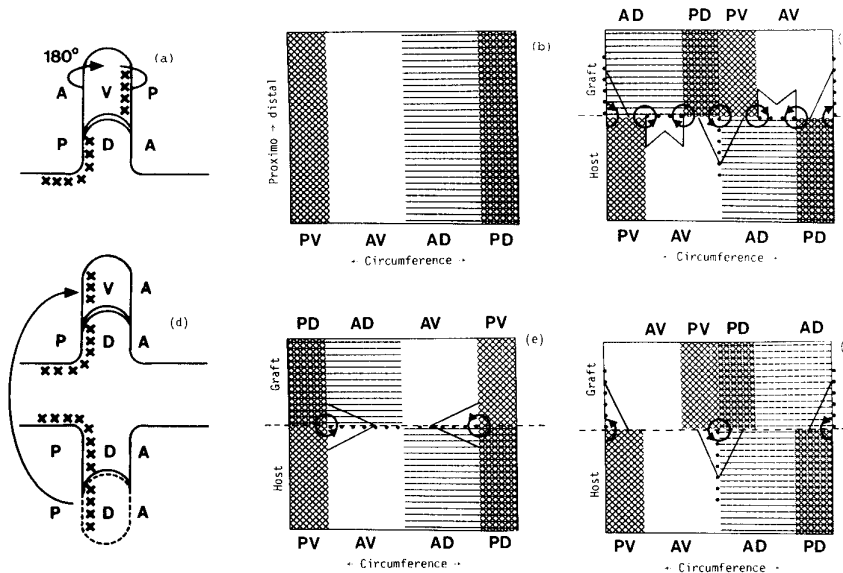 (a)
180°
A V P
P D A
×××
(b)
Proximo → distal
PV AV AD PD
← Circumference →
AD PD PV AV
Graft
Host
PV AV AD PD
← Circumference →
(d)
V A
P D A
×××
××××
P D A
P D A
(e)
PD AD AV PV
Graft
Host
PV AV AD PD
← Circumference →
AV PV PD AD
Graft
Host
PV AV AD PD
← Circumference →